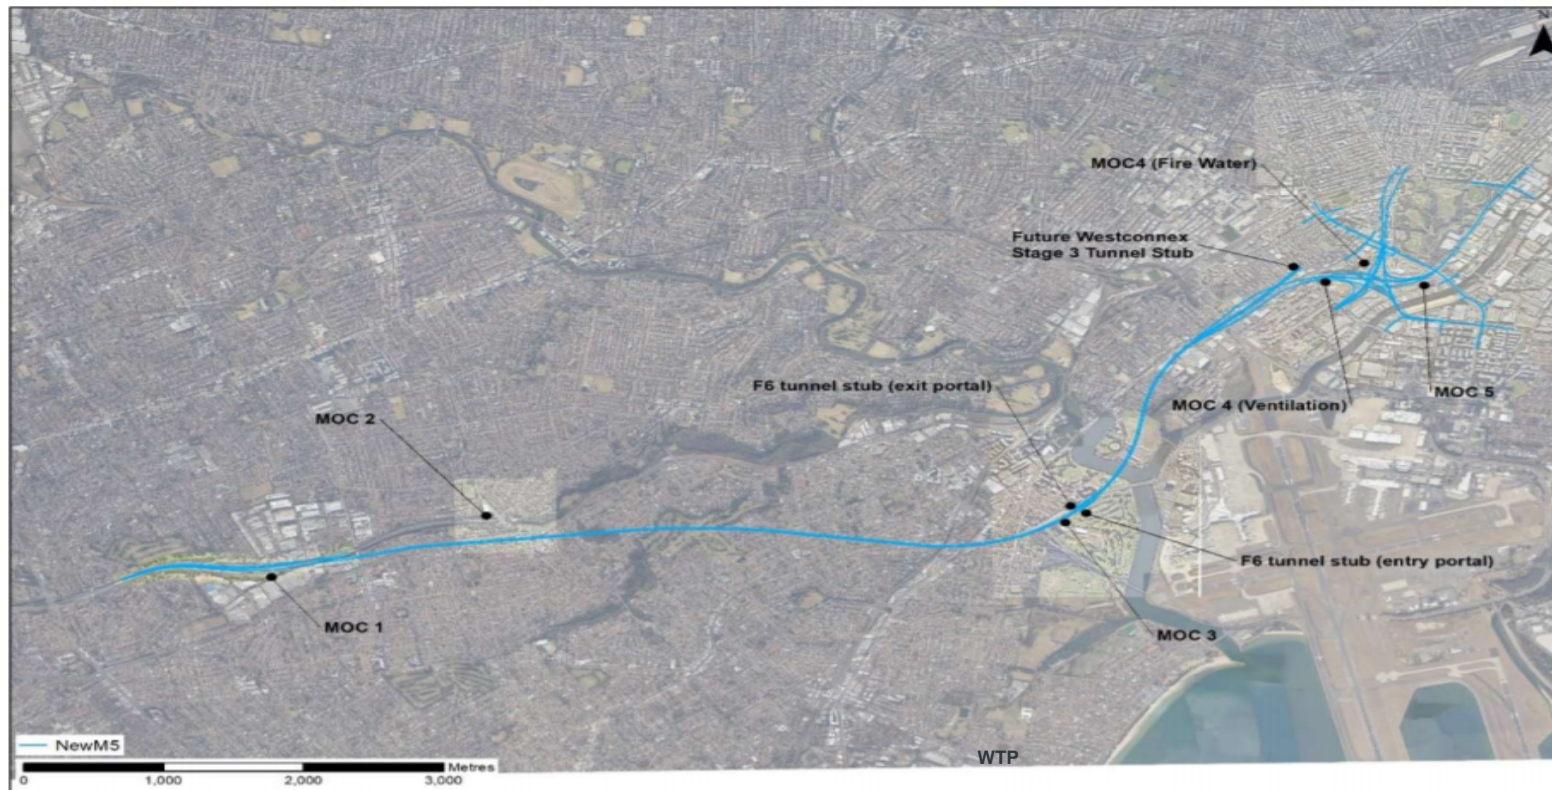 N
MOC4 (Fire Water)
Future Westconnex
Stage 3 Tunnel Stub
F6 tunnel stub (exit portal)
MOC 5
MOC 4 (Ventilation)
MOC 2
F6 tunnel stub (entry portal)
MOC 1
MOC 3
NewM5
WTP
Metres
0 1,000 2,000 3,000